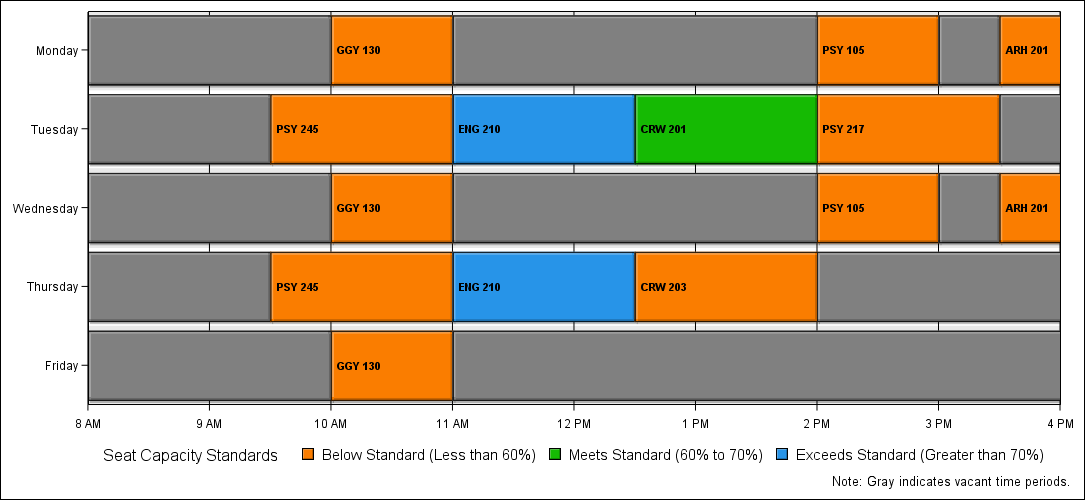 Monday
GGY 130
PSY 105
ARH 201
Tuesday
PSY 245
ENG 210
CRW 201
PSY 217
Wednesday
GGY 130
PSY 105
ARH 201
Thursday
PSY 245
ENG 210
CRW 203
Friday
GGY 130
8 AM
9 AM
10 AM
11 AM
12 PM
1 PM
2 PM
3 PM
4 PM
Seat Capacity Standards
Below Standard (Less than 60%)
Meets Standard (60% to 70%)
Exceeds Standard (Greater than 70%)
Note: Gray indicates vacant time periods.